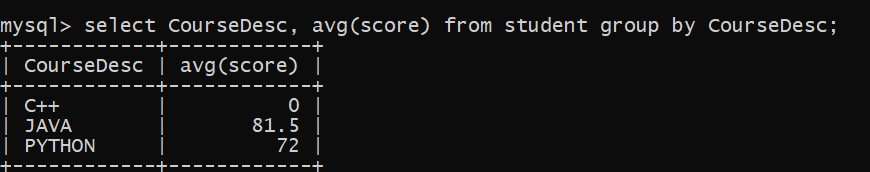 mysql> select CourseDesc, avg(score) from student group by CourseDesc;
+------------+------------+
| CourseDesc | avg(score) |
+------------+------------+
| C++        |          0 |
| JAVA       |       81.5 |
| PYTHON     |         72 |
+------------+------------+